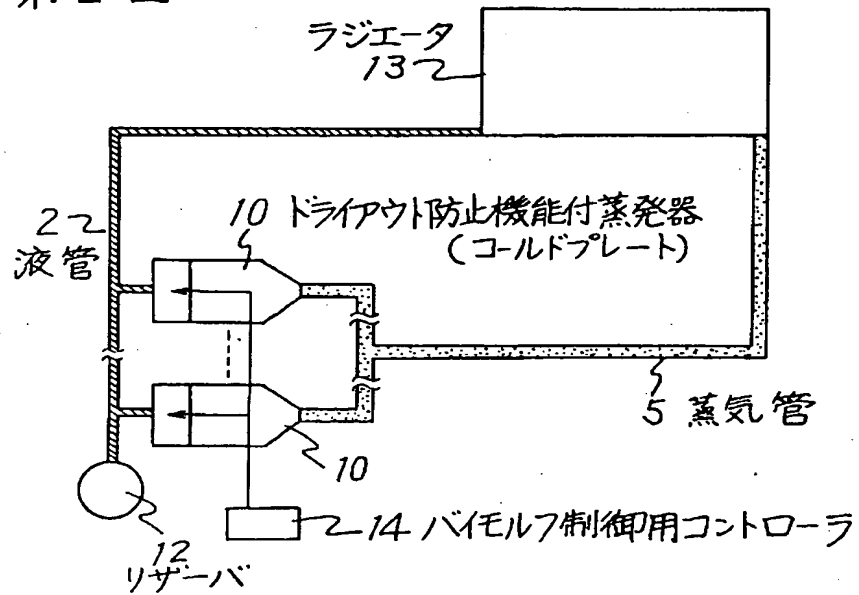 ラジエータ
13
10 ドライアウト防止機能付蒸発器
(コールドプレート)
2
液管
5 蒸気管
10
14 バイモルフ制御用コントローラ
12
リザーバ